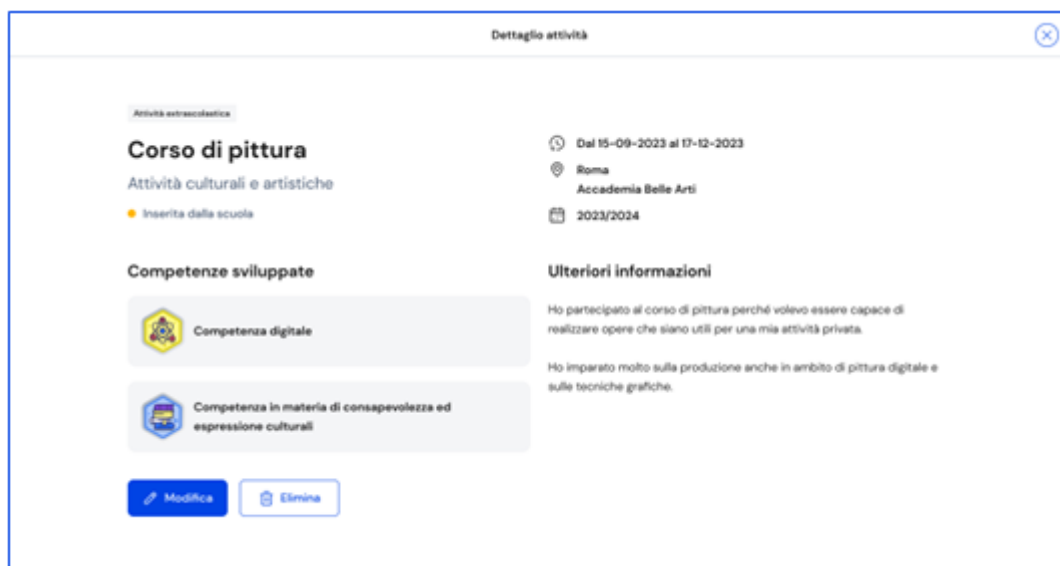 Dettaglio attività
Attività extrascolastica
Corso di pittura
Attività culturali e artistiche
Inserita dalla scuola
Dal 15-09-2023 al 17-12-2023
Roma
Accademia Belle Arti
2023/2024
Competenze sviluppate
Competenza digitale
Competenza in materia di consapevolezza ed
espressione culturali
Ulteriori informazioni
Ho partecipato al corso di pittura perché volevo essere capace di
realizzare opere che siano utili per una mia attività privata.
Ho imparato molto sulla produzione anche in ambito di pittura digitale e
sulle tecniche grafiche.
Modifica
Elimina